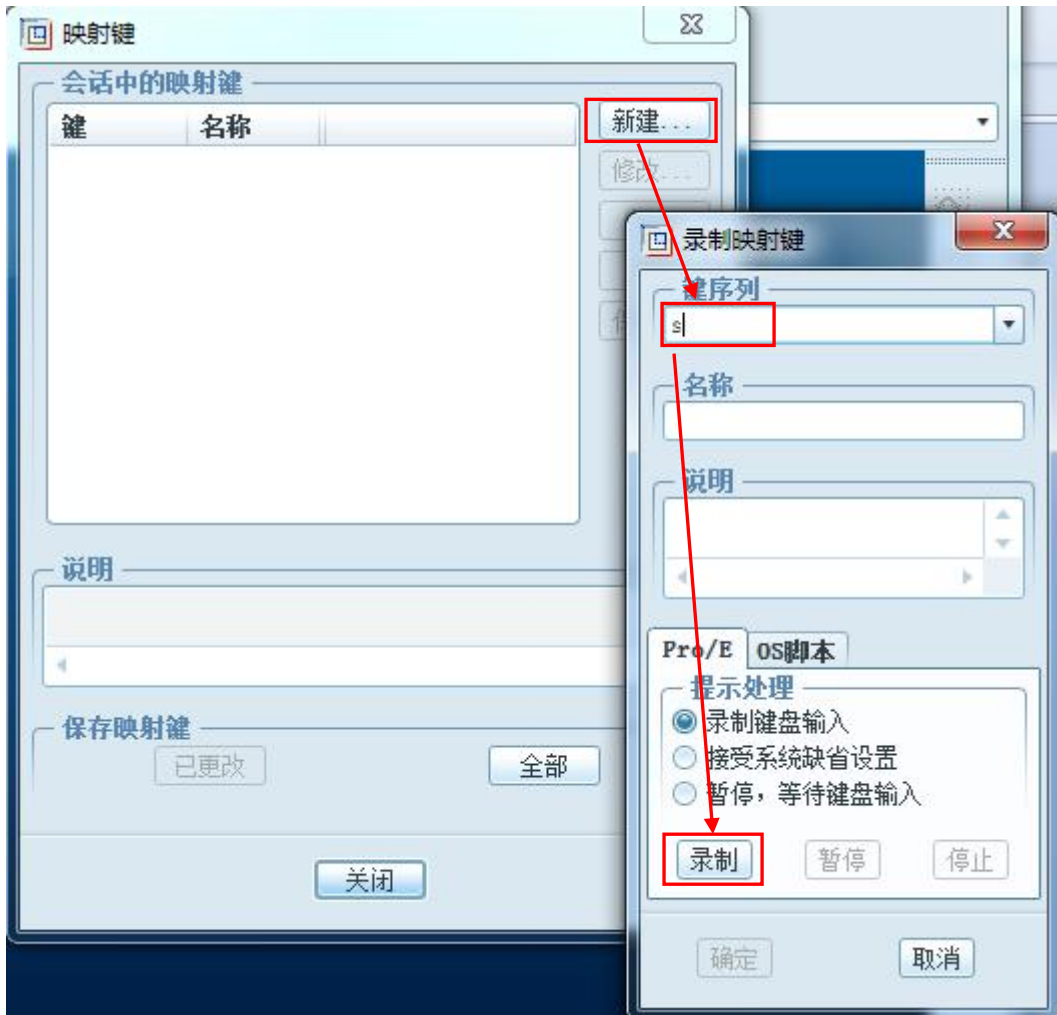 映射键
会话中的映射键
键 名称
新建...
修改...
说明
保存映射键
已更改 全部
关闭
录制映射键
键序列
s
名称
说明
Pro/E OS脚本
提示处理
录制键盘输入
接受系统缺省设置
暂停，等待键盘输入
录制 暂停 停止
确定 取消